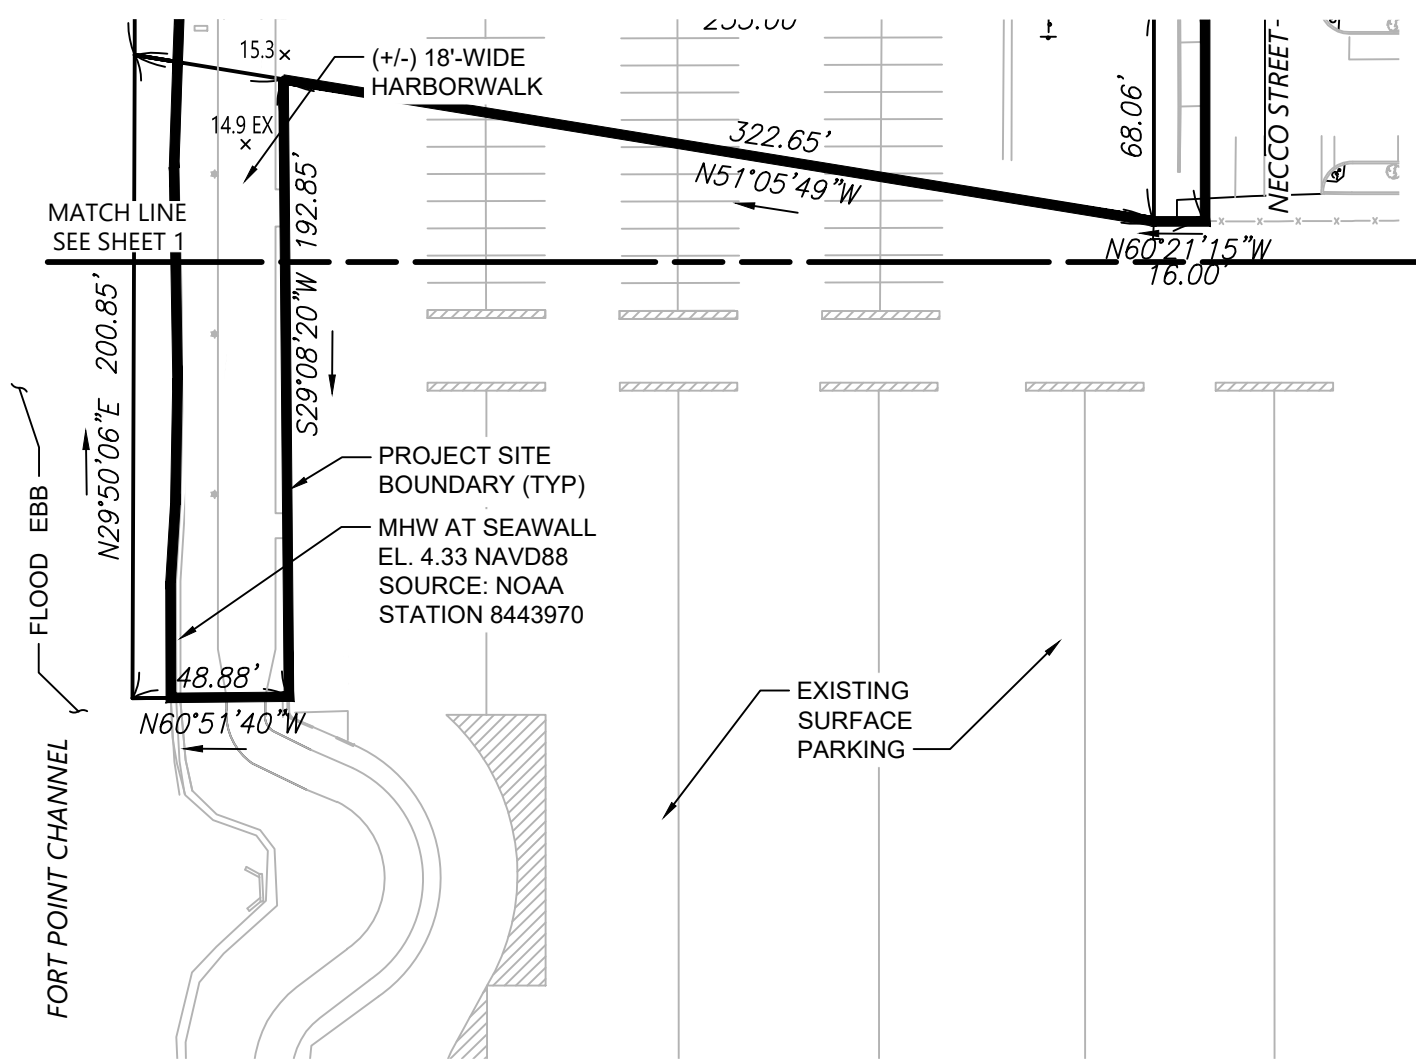 15.3
(+/-) 18'-WIDE
HARBORWALK
14.9 EX
322.65'
N51°05'49"W
68.06'
NECCO STREET
MATCH LINE
SEE SHEET 1
N60°21'15"W
16.00'
S29°08'20"W 192.85'
N29°50'06"E 200.85'
FLOOD EBB
PROJECT SITE
BOUNDARY (TYP)
MHW AT SEAWALL
EL. 4.33 NAVD88
SOURCE: NOAA
STATION 8443970
48.88'
N60°51'40"W
EXISTING
SURFACE
PARKING
FORT POINT CHANNEL